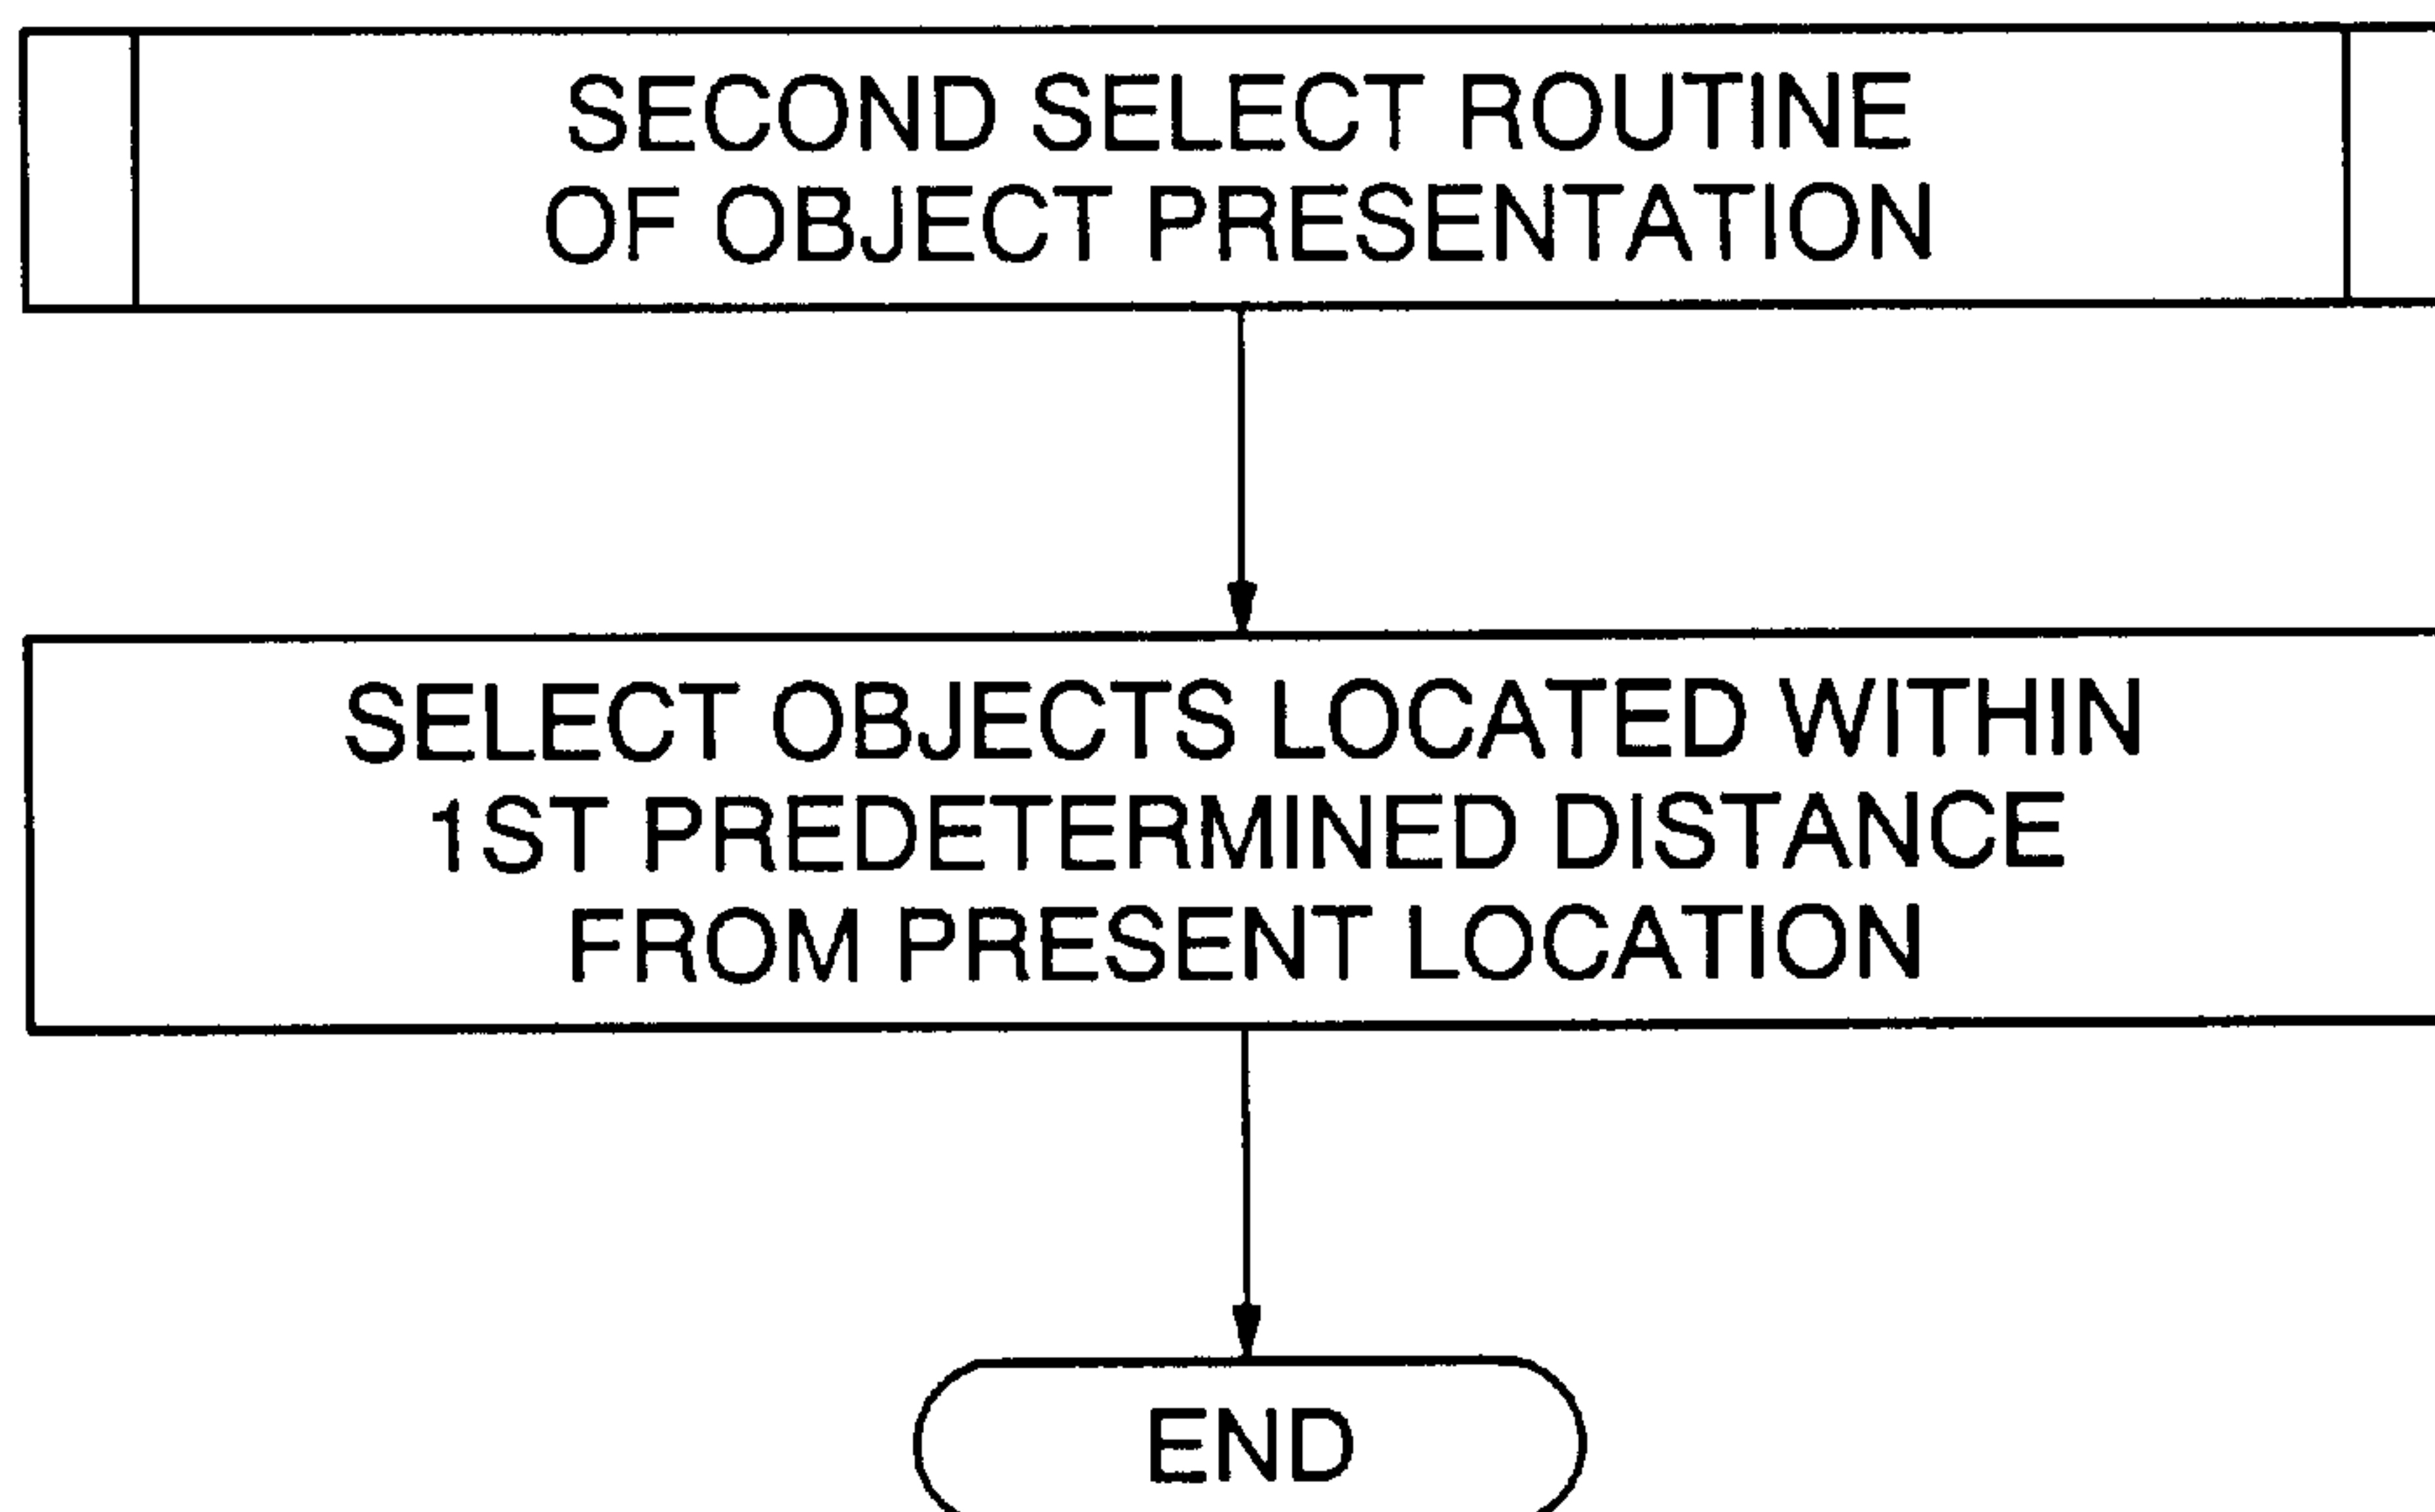 SECOND SELECT ROUTINE
OF OBJECT PRESENTATION
SELECT OBJECTS LOCATED WITHIN
1ST PREDETERMINED DISTANCE
FROM PRESENT LOCATION
END